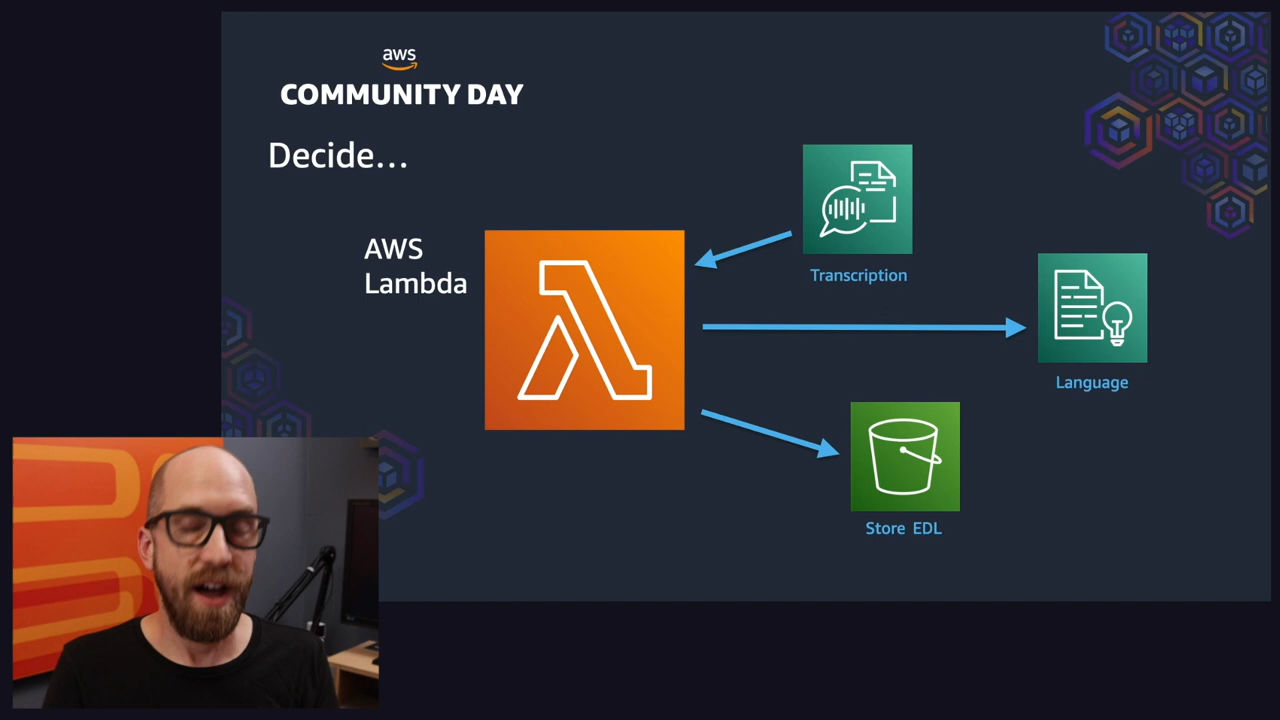 aws
COMMUNITY DAY
Decide...
AWS
Lambda
Transcription
Language
Store EDL